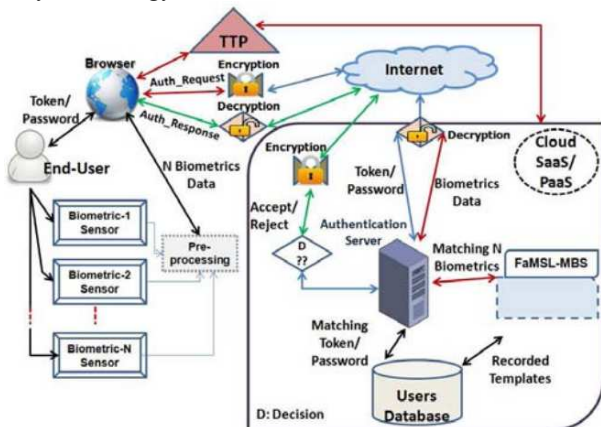 TTP
Browser
Encryption
Internet
Auth_Request
Decryption
Token/
Password
Auth_Response
End-User
N Biometrics
Data
Encryption
Decryption
Cloud
SaaS/
PaaS
Token/
Password
Biometrics
Data
Accept/
Reject
Authentication
Server
Biometric-1
Sensor
Pre-
processing
D
??
Matching N
Biometrics
FaMSL-MBS
Biometric-2
Sensor
Matching
Token/
Password
Recorded
Templates
Biometric-N
Sensor
Users
Database
D: Decision